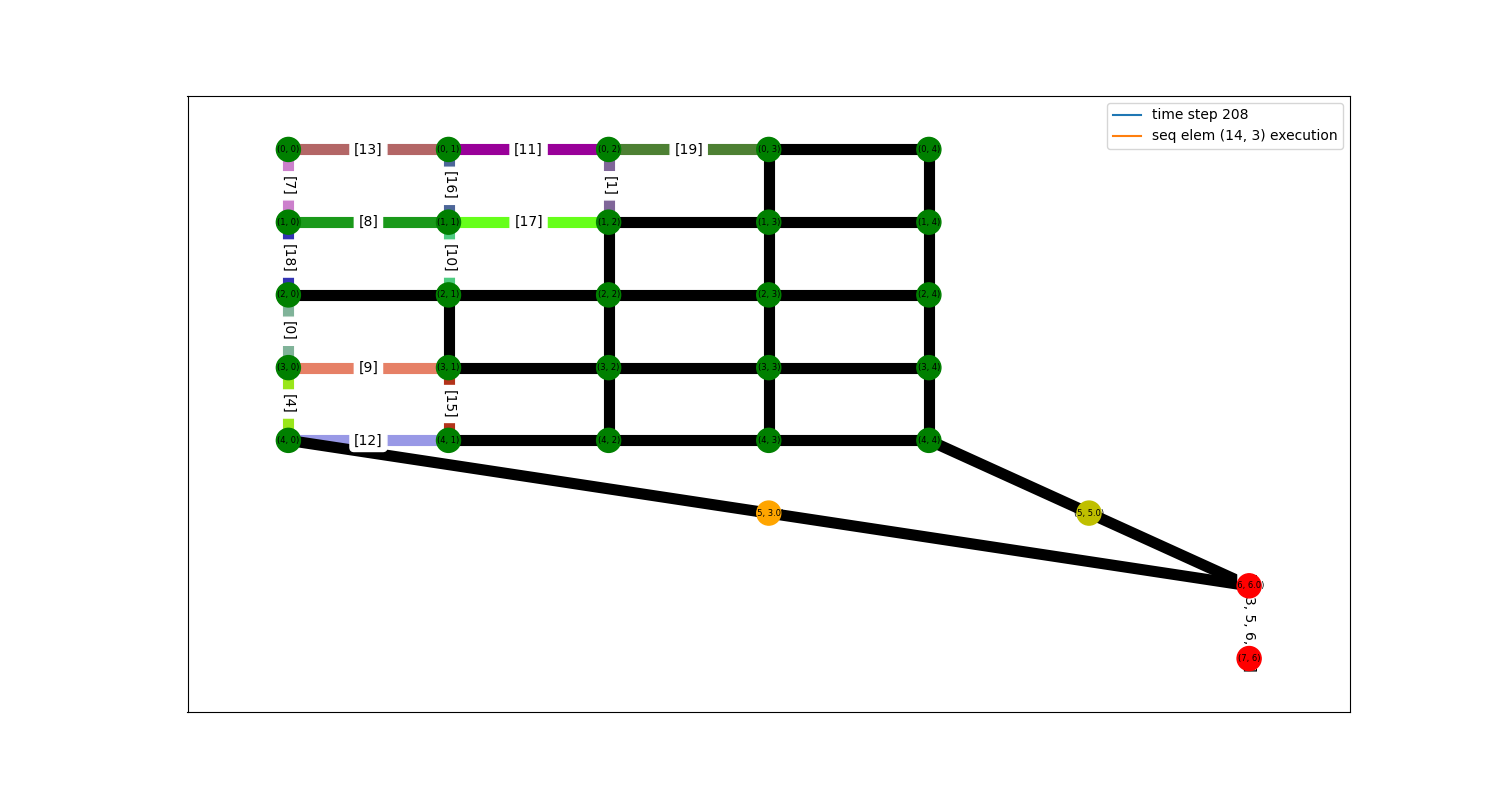 time step 208
seq elem (14, 3) execution
(0, 0) [13] (0, 1) [11] (0, 2) [19] (0, 3) (0, 4)
[7] [16] [1]
(1, 0) [8] (1, 1) [17] (1, 2) (1, 3) (1, 4)
[18] [10]
(2, 0) (2, 1) (2, 2) (2, 3) (2, 4)
[0]
(3, 0) [9] (3, 1) (3, 2) (3, 3) (3, 4)
[4] [15]
(4, 0) [12] (4, 1) (4, 2) (4, 3) (4, 4)
(5, 3.0) (5, 5.0)
(6, 6.0)
3, 5, 6,
(7, 6)